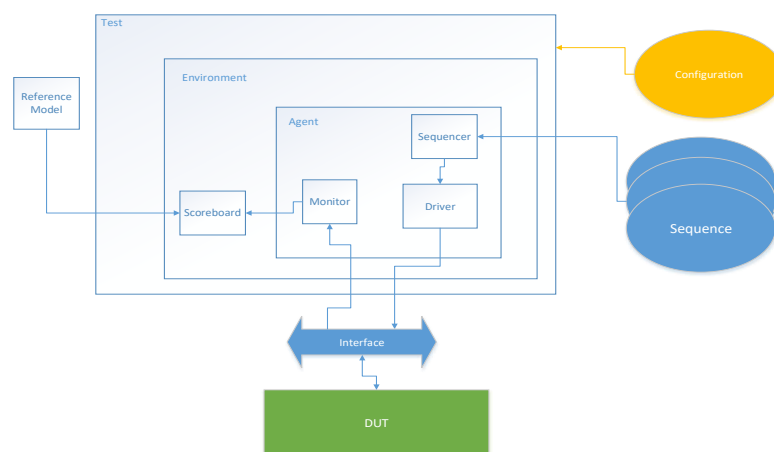 Test
Environment
Configuration
Reference
Model
Agent
Sequencer
Scoreboard
Monitor
Driver
Sequence
Interface
DUT